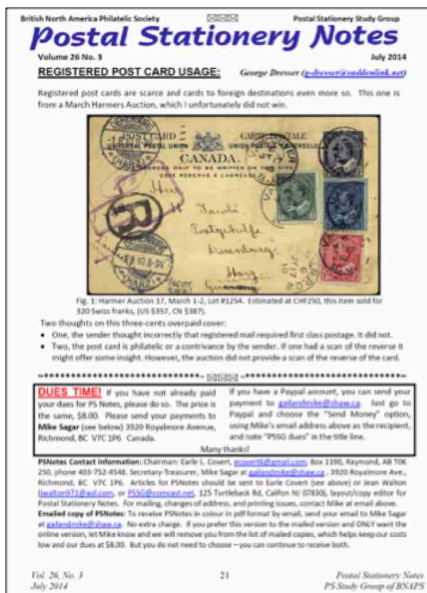 British North America Philatelic Society Postal Stationery Study Group
Postal Stationery Notes
Volume 26 No. 3 July 2014
REGISTERED POST CARD USAGE: George Dresser (g-dresser@suddenlink.net)
Registered post cards are scarce and cards to foreign destinations even more so. This one is
from a March Harmers Auction, which I unfortunately did not win.
POST CARD CARTE POSTALE
UNIVERSAL POSTAL UNION
CANADA.
Harz
Germany
Fig. 1: Harmer Auction 17, March 1-2, Lot #1254. Estimated at CHF250, this item sold for
320 Swiss franks, (US $357, CN $387).
Two thoughts on this three-cents overpaid cover:
• One, the sender thought incorrectly that registered mail required first class postage. It did not.
• Two, the post card is philatelic or a contrivance by the sender. If one had a scan of the reverse it
might offer some insight. However, the auction did not provide a scan of the reverse of the card.
DUES TIME! If you have not already paid
your dues for PS Notes, please do so. The price is
the same, $8.00. Please send your payments to
Mike Sagar (see below) 3920 Royalmore Avenue,
Richmond, BC V7C 1P6 Canada.
If you have a Paypal account, you can send your
payment to gailandmike@shaw.ca. Just go to
Paypal and choose the "Send Money" option,
using Mike's email address above as the recipient,
and note "PSSG dues" in the title line.
Many thanks!
PSNotes Contact information: Chairman: Earle L. Covert, ecovert6@gmail.com, Box 1190, Raymond, AB T0K
2S0, phone 403-752-4548. Secretary-Treasurer, Mike Sagar at gailandmike@shaw.ca, 3920 Royalmore Ave.,
Richmond, BC V7C 1P6. Articles for PSNotes should be sent to Earle Covert (see above) or Jean Walton
(jwalton971@aol.com, or PSSG@comcast.net, 125 Turtleback Rd, Califon NJ 07830), layout/copy editor for
Postal Stationery Notes. For mailing, changes of address, and printing issues, contact Mike at email above.
Emailed copy of PSNotes: To receive PSNotes in colour in pdf format by email, send your email to Mike Sagar
at gailandmike@shaw.ca. No extra charge. If you prefer this version to the mailed version and ONLY want the
online version, let Mike know and we will remove you from the list of mailed copies, which helps keep our costs
low and our dues at $8.00. But you do not need to choose – you can continue to receive both.
Vol. 26, No. 3 21 Postal Stationery Notes
July 2014 PS Study Group of BNAPS